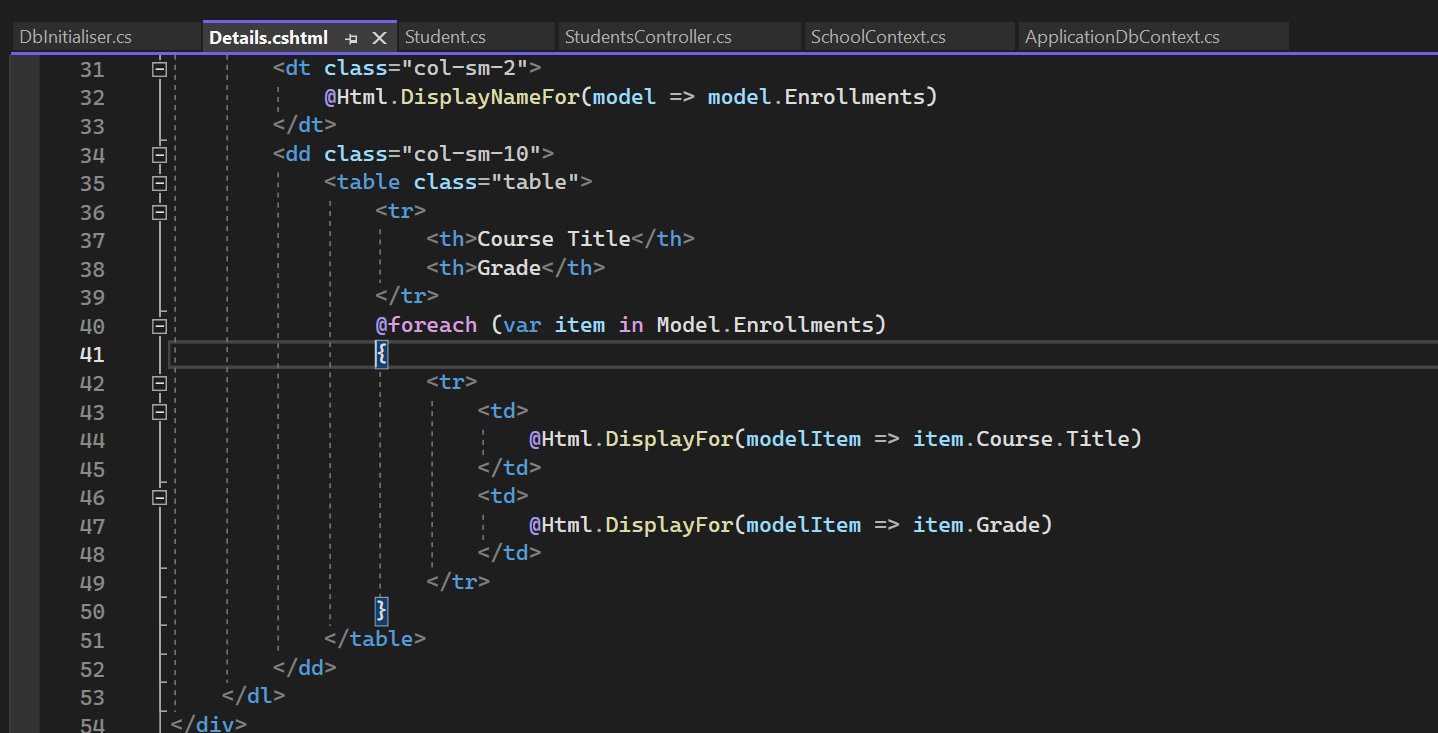 DbInitialiser.cs Details.cshtml Student.cs StudentsController.cs SchoolContext.cs ApplicationDbContext.cs
31 <dt class="col-sm-2">
32 @Html.DisplayNameFor(model => model.Enrollments)
33 </dt>
34 <dd class="col-sm-10">
35 <table class="table">
36 <tr>
37 <th>Course Title</th>
38 <th>Grade</th>
39 </tr>
40 @foreach (var item in Model.Enrollments)
41 {
42 <tr>
43 <td>
44 @Html.DisplayFor(modelItem => item.Course.Title)
45 </td>
46 <td>
47 @Html.DisplayFor(modelItem => item.Grade)
48 </td>
49 </tr>
50 }
51 </table>
52 </dd>
53 </dl>
54 </div>